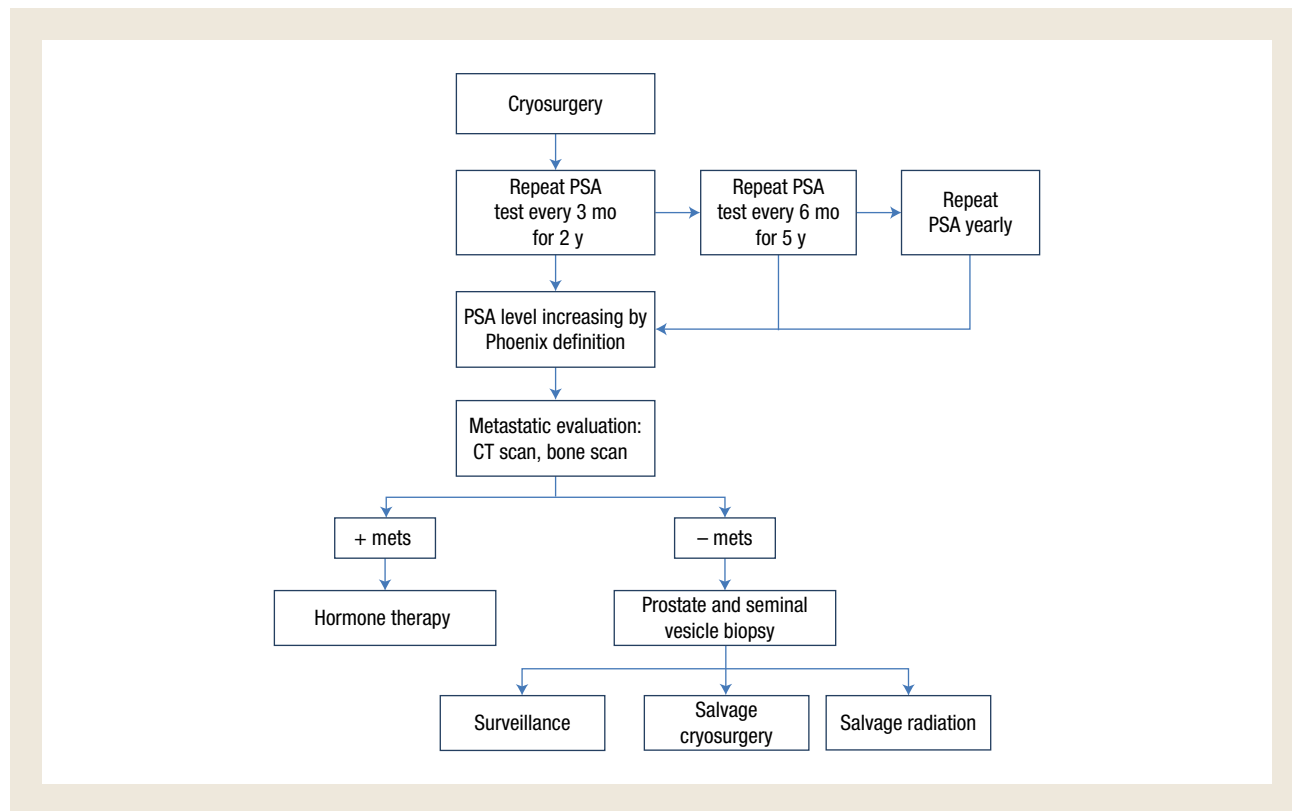 Cryosurgery
Repeat PSA
test every 3 mo
for 2 y
Repeat PSA
test every 6 mo
for 5 y
Repeat
PSA yearly
PSA level increasing by
Phoenix definition
Metastatic evaluation:
CT scan, bone scan
+ mets
– mets
Hormone therapy
Prostate and seminal
vesicle biopsy
Surveillance
Salvage
cryosurgery
Salvage radiation